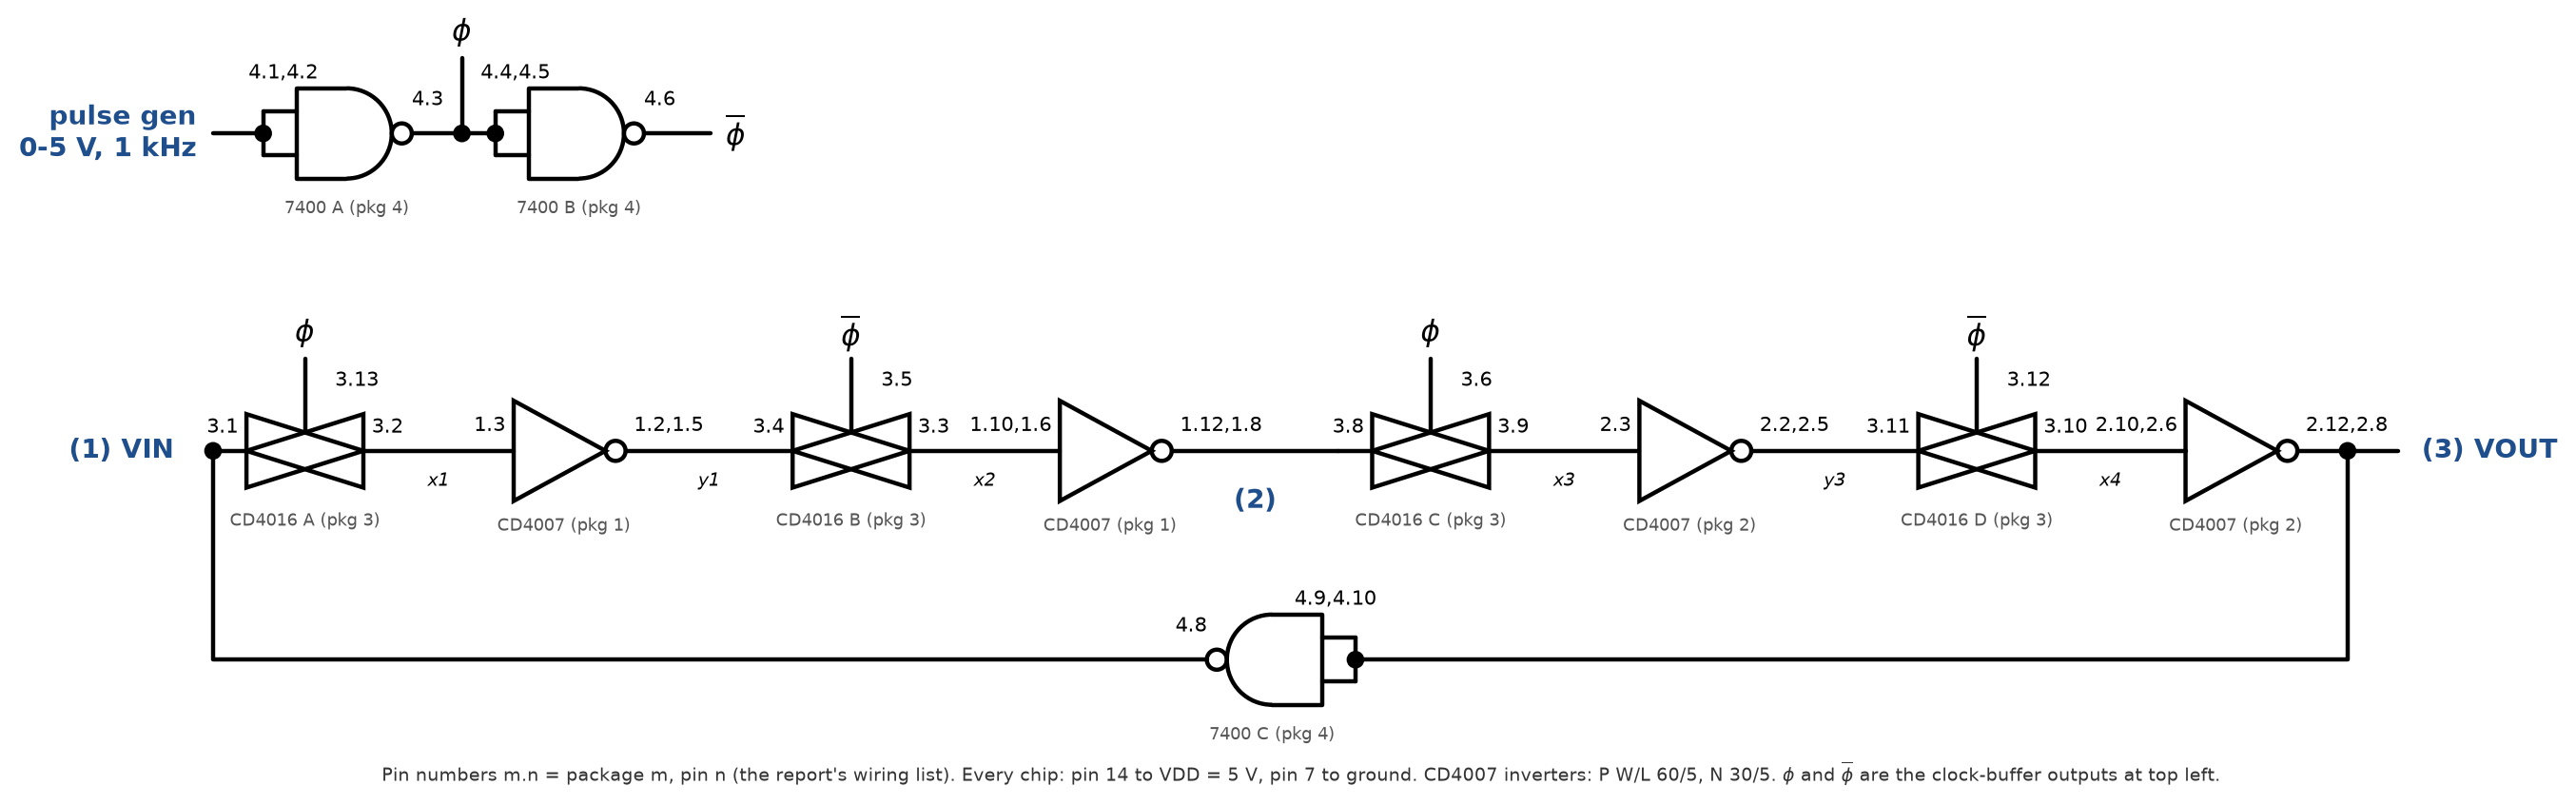 ϕ
4.1,4.2
4.4,4.5
4.3
4.6
pulse gen
0-5 V, 1 kHz
ϕ̅
7400 A (pkg 4)
7400 B (pkg 4)
ϕ
ϕ̅
ϕ
ϕ̅
3.13
3.5
3.6
3.12
(1) VIN
3.1
3.2
1.3
1.2,1.5
3.4
3.3
1.10,1.6
1.12,1.8
3.8
3.9
2.3
2.2,2.5
3.11
3.10
2.10,2.6
2.12,2.8
(3) VOUT
x1
y1
x2
(2)
x3
y3
x4
CD4016 A (pkg 3)
CD4007 (pkg 1)
CD4016 B (pkg 3)
CD4007 (pkg 1)
CD4016 C (pkg 3)
CD4007 (pkg 2)
CD4016 D (pkg 3)
CD4007 (pkg 2)
4.9,4.10
4.8
7400 C (pkg 4)
Pin numbers m.n = package m, pin n (the report's wiring list). Every chip: pin 14 to VDD = 5 V, pin 7 to ground. CD4007 inverters: P W/L 60/5, N 30/5. ϕ and ϕ̅ are the clock-buffer outputs at top left.